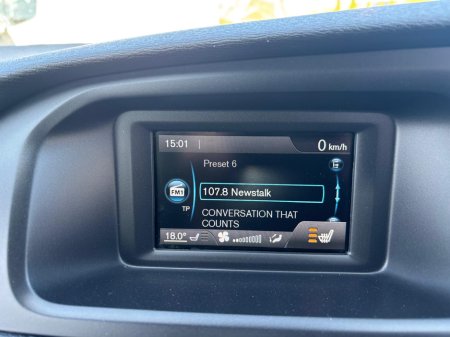 15:01
0 km/h
Preset 6
FM1
107.8 Newstalk
TP
CONVERSATION THAT
COUNTS
18.0°